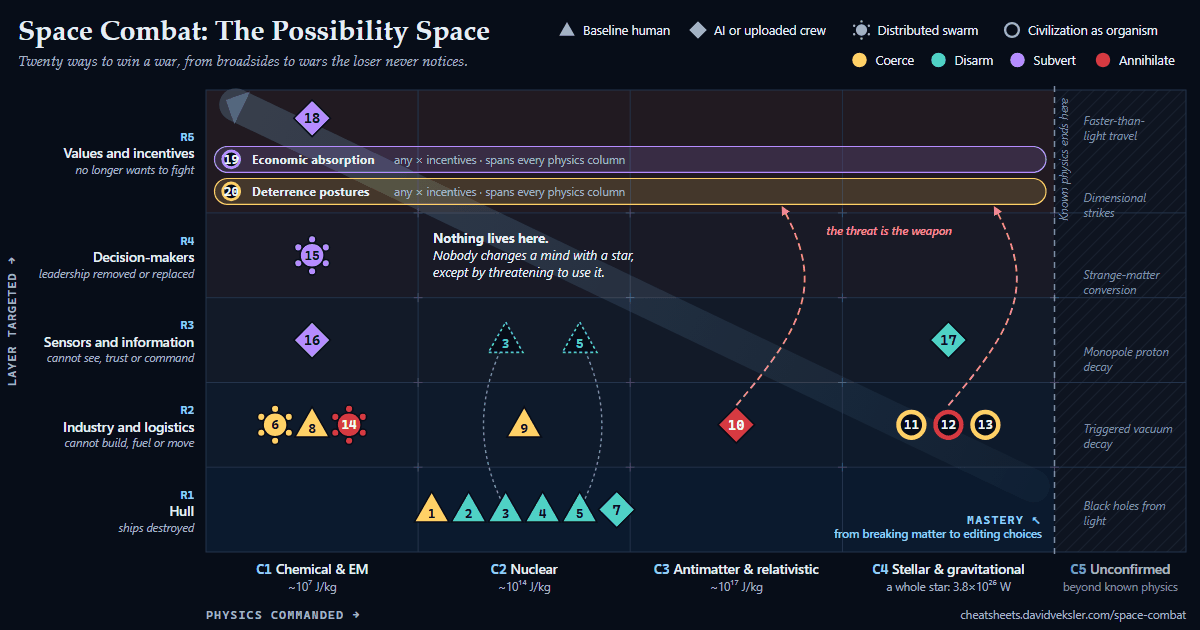 Space Combat: The Possibility Space
Twenty ways to win a war, from broadsides to wars the loser never notices.
Baseline human
AI or uploaded crew
Distributed swarm
Civilization as organism
Coerce
Disarm
Subvert
Annihilate
LAYER TARGETED →
R5
Values and incentives
no longer wants to fight
18
19 Economic absorption any × incentives · spans every physics column
20 Deterrence postures any × incentives · spans every physics column
R4
Decision-makers
leadership removed or replaced
15
Nothing lives here.
Nobody changes a mind with a star,
except by threatening to use it.
the threat is the weapon
R3
Sensors and information
cannot see, trust or command
16
3
5
17
R2
Industry and logistics
cannot build, fuel or move
6
8
14
9
10
11
12
13
R1
Hull
ships destroyed
1
2
3
4
5
7
MASTERY ↖
from breaking matter to editing choices
Known physics ends here
Faster-than-
light travel
Dimensional
strikes
Strange-matter
conversion
Monopole proton
decay
Triggered vacuum
decay
Black holes from
light
C1 Chemical & EM
~10⁷ J/kg
C2 Nuclear
~10¹⁴ J/kg
C3 Antimatter & relativistic
~10¹⁷ J/kg
C4 Stellar & gravitational
a whole star: 3.8×10²⁶ W
C5 Unconfirmed
beyond known physics
PHYSICS COMMANDED →
cheatsheets.davidveksler.com/space-combat